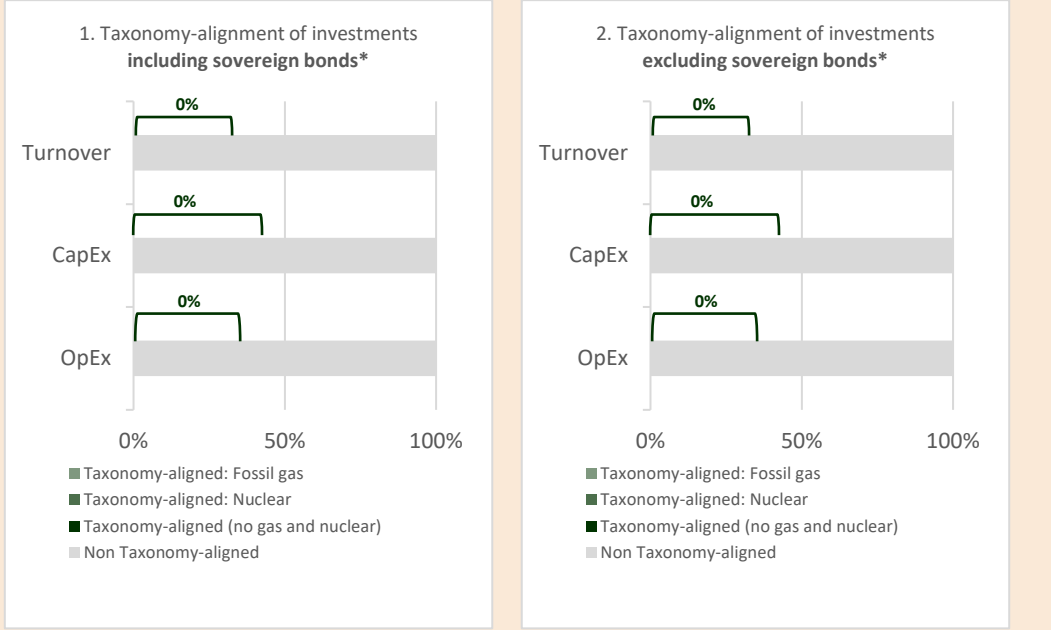 1. Taxonomy-alignment of investments
including sovereign bonds*
0%
Turnover
0%
CapEx
0%
OpEx
0% 50% 100%
Taxonomy-aligned: Fossil gas
Taxonomy-aligned: Nuclear
Taxonomy-aligned (no gas and nuclear)
Non Taxonomy-aligned
2. Taxonomy-alignment of investments
excluding sovereign bonds*
0%
Turnover
0%
CapEx
0%
OpEx
0% 50% 100%
Taxonomy-aligned: Fossil gas
Taxonomy-aligned: Nuclear
Taxonomy-aligned (no gas and nuclear)
Non Taxonomy-aligned